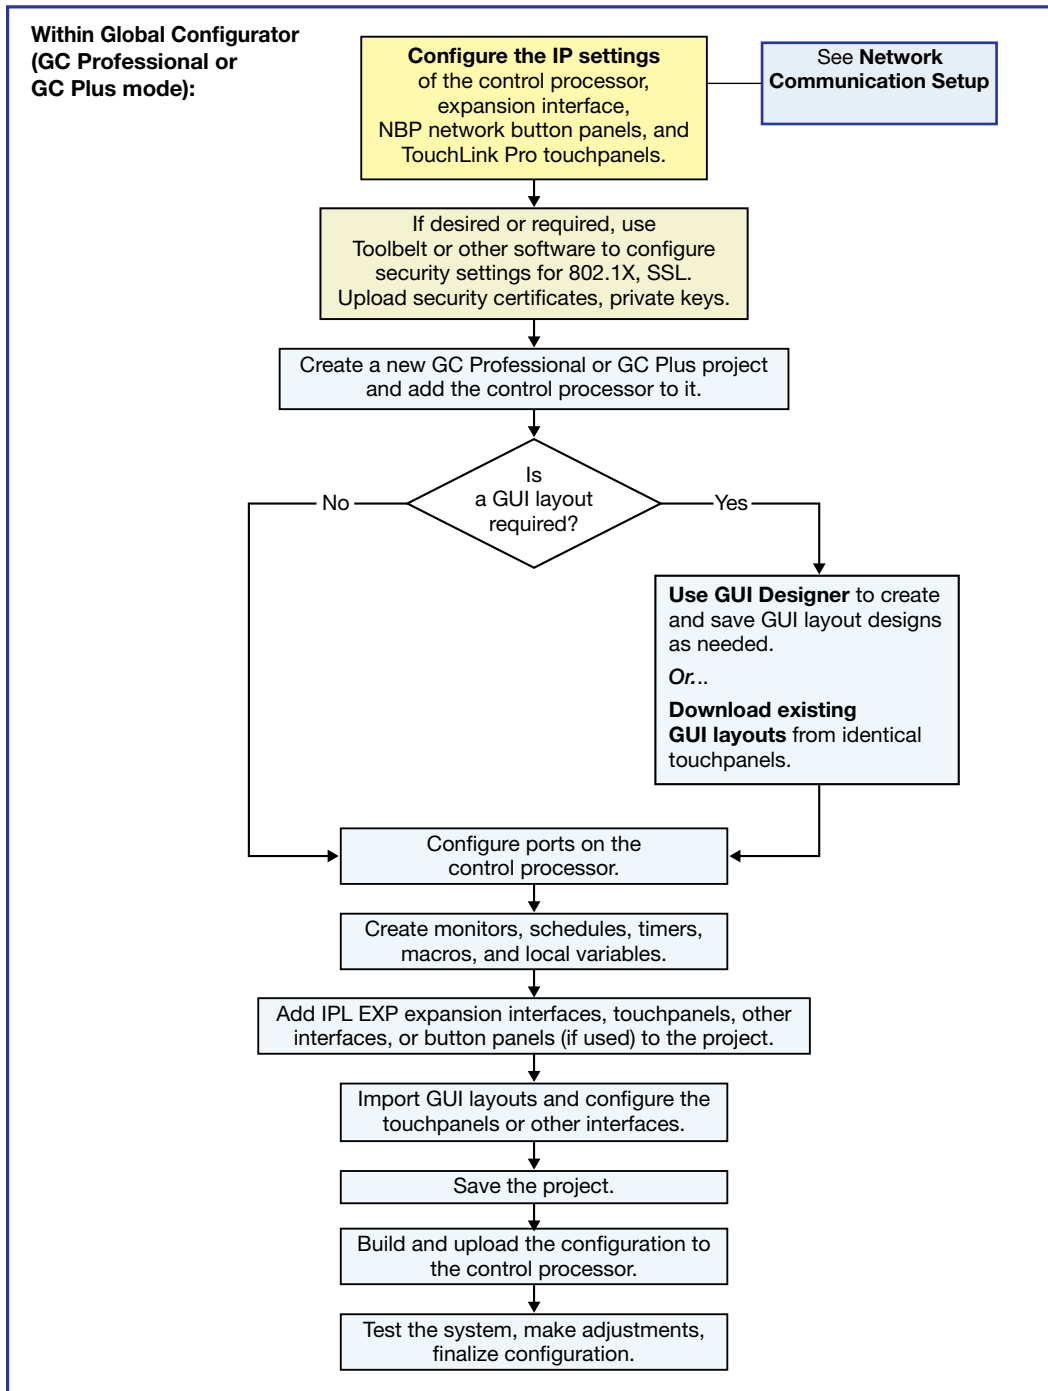 Within Global Configurator
(GC Professional or
GC Plus mode):
Configure the IP settings
of the control processor,
expansion interface,
NBP network button panels, and
TouchLink Pro touchpanels.
See Network
Communication Setup
If desired or required, use
Toolbelt or other software to configure
security settings for 802.1X, SSL.
Upload security certificates, private keys.
Create a new GC Professional or GC Plus project
and add the control processor to it.
Is
a GUI layout
required?
No
Yes
Use GUI Designer to create
and save GUI layout designs
as needed.
Or...
Download existing
GUI layouts from identical
touchpanels.
Configure ports on the
control processor.
Create monitors, schedules, timers,
macros, and local variables.
Add IPL EXP expansion interfaces, touchpanels, other
interfaces, or button panels (if used) to the project.
Import GUI layouts and configure the
touchpanels or other interfaces.
Save the project.
Build and upload the configuration to
the control processor.
Test the system, make adjustments,
finalize configuration.